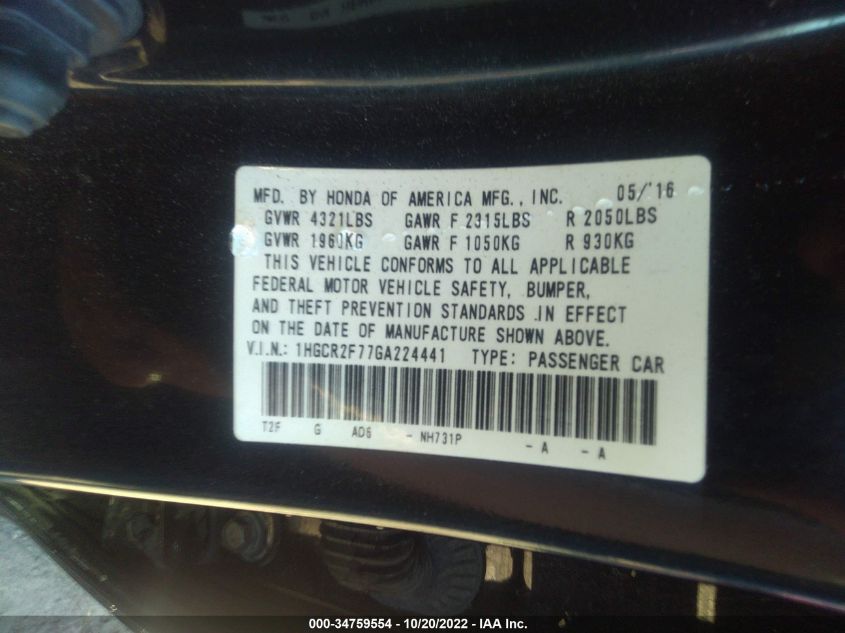 MFD. BY HONDA OF AMERICA MFG., INC. 05/'16
GVWR 4321LBS GAWR F 2315LBS R 2050LBS
GVWR 1960KG GAWR F 1050KG R 930KG
THIS VEHICLE CONFORMS TO ALL APPLICABLE
FEDERAL MOTOR VEHICLE SAFETY, BUMPER,
AND THEFT PREVENTION STANDARDS IN EFFECT
ON THE DATE OF MANUFACTURE SHOWN ABOVE.
V.I.N.: 1HGCR2F77GA224441 TYPE: PASSENGER CAR
T2F G AD6 - NH731P - A - A
000-34759554 - 10/20/2022 - IAA Inc.